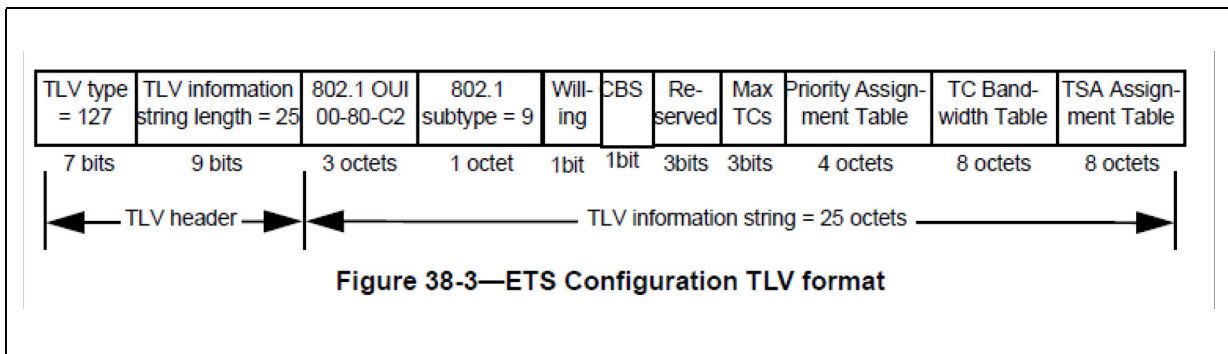 TLV type TLV information 802.1 OUI 802.1 Will- CBS Re- Max Priority Assign- TC Band- TSA Assign-
= 127 string length = 25 00-80-C2 subtype = 9 ing served TCs ment Table width Table ment Table
7 bits 9 bits 3 octets 1 octet 1bit 1bit 3bits 3bits 4 octets 8 octets 8 octets
TLV header TLV information string = 25 octets
Figure 38-3—ETS Configuration TLV format